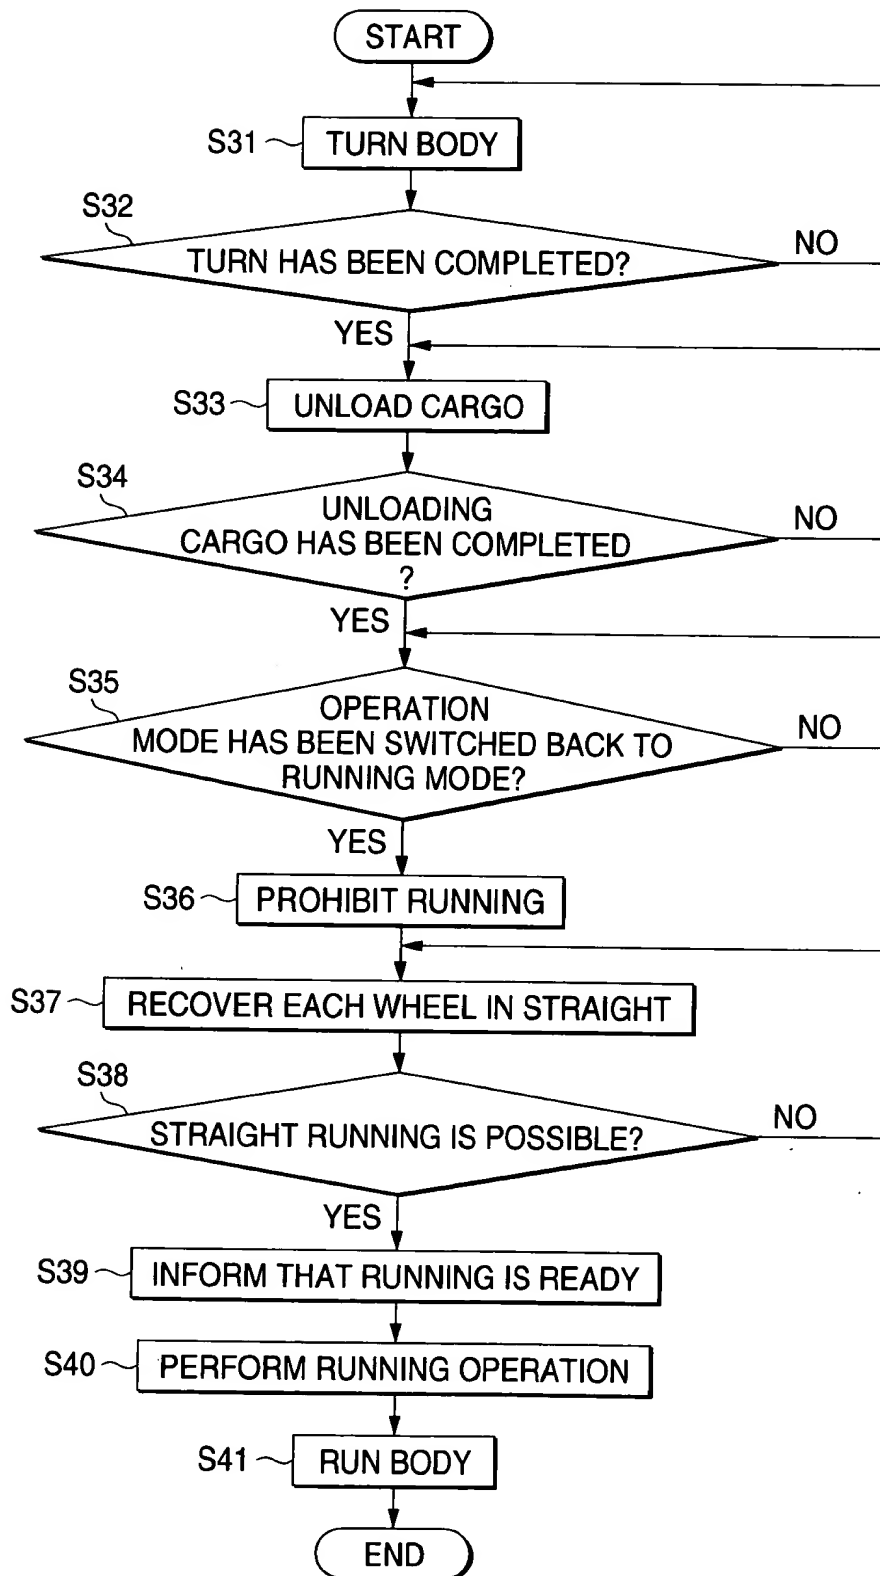 START
S31
TURN BODY
S32
TURN HAS BEEN COMPLETED?
NO
YES
S33
UNLOAD CARGO
S34
UNLOADING
CARGO HAS BEEN COMPLETED
?
NO
YES
S35
OPERATION
MODE HAS BEEN SWITCHED BACK TO
RUNNING MODE?
NO
YES
S36
PROHIBIT RUNNING
S37
RECOVER EACH WHEEL IN STRAIGHT
S38
STRAIGHT RUNNING IS POSSIBLE?
NO
YES
S39
INFORM THAT RUNNING IS READY
S40
PERFORM RUNNING OPERATION
S41
RUN BODY
END